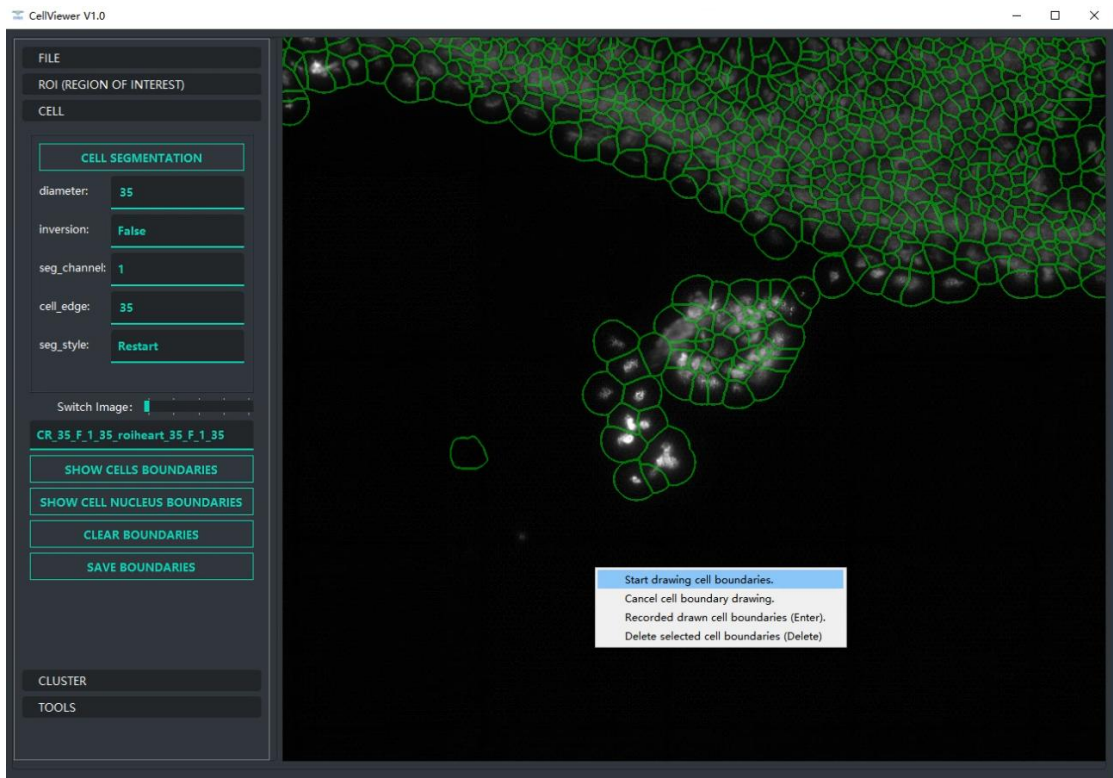 CellViewer V1.0
FILE
ROI (REGION OF INTEREST)
CELL
CELL SEGMENTATION
diameter: 35
inversion: False
seg_channel: 1
cell_edge: 35
seg_style: Restart
Switch Image:
CR_35_F_1_35_roiheart_35_F_1_35
SHOW CELLS BOUNDARIES
SHOW CELL NUCLEUS BOUNDARIES
CLEAR BOUNDARIES
SAVE BOUNDARIES
CLUSTER
TOOLS
Start drawing cell boundaries.
Cancel cell boundary drawing.
Recorded drawn cell boundaries (Enter).
Delete selected cell boundaries (Delete)